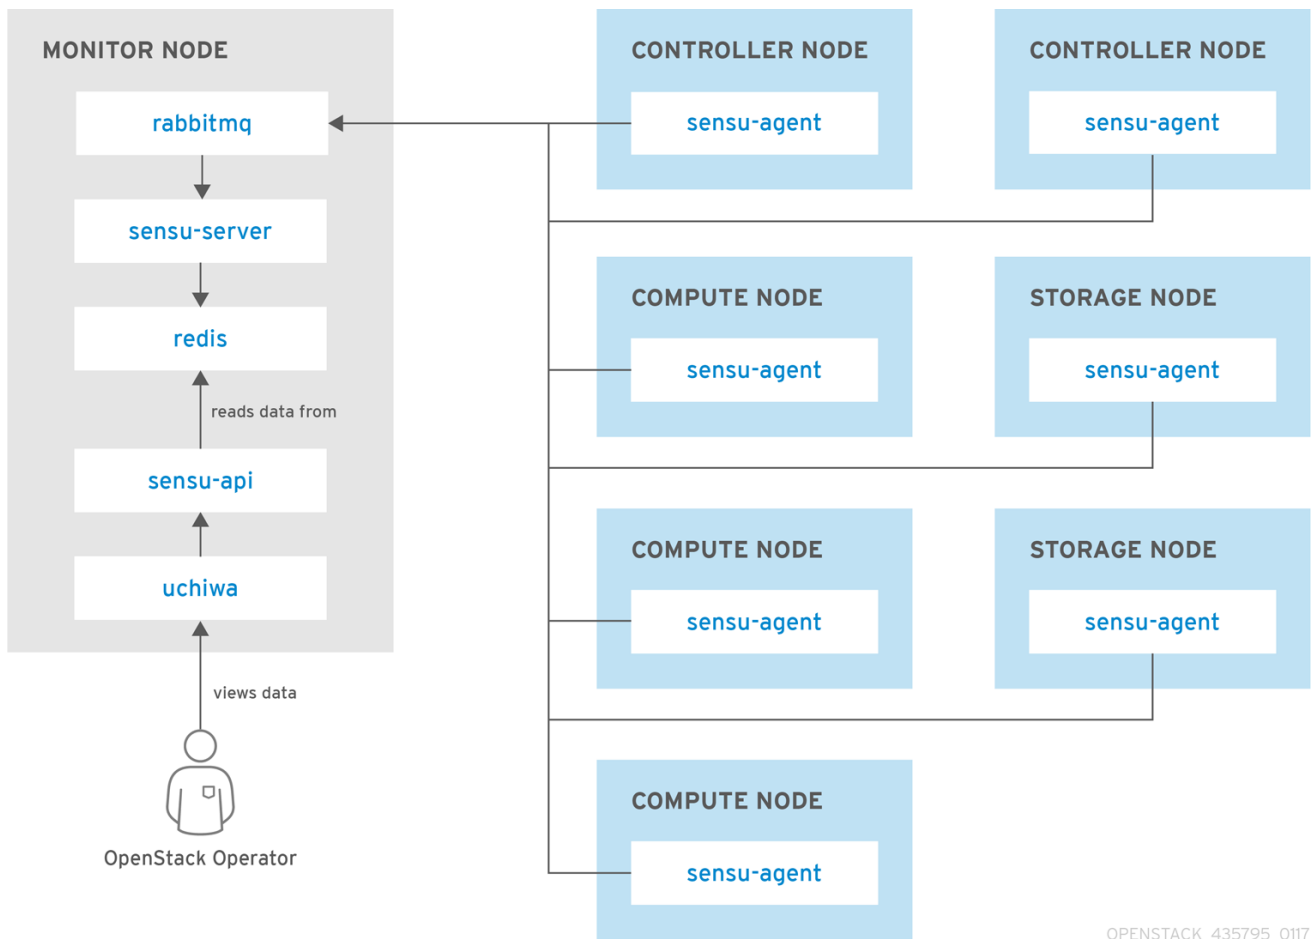 MONITOR NODE
rabbitmq
sensu-server
redis
reads data from
sensu-api
uchiwa
views data
OpenStack Operator
CONTROLLER NODE
sensu-agent
CONTROLLER NODE
sensu-agent
COMPUTE NODE
sensu-agent
STORAGE NODE
sensu-agent
COMPUTE NODE
sensu-agent
STORAGE NODE
sensu-agent
COMPUTE NODE
sensu-agent
OPENSTACK_435795_0117